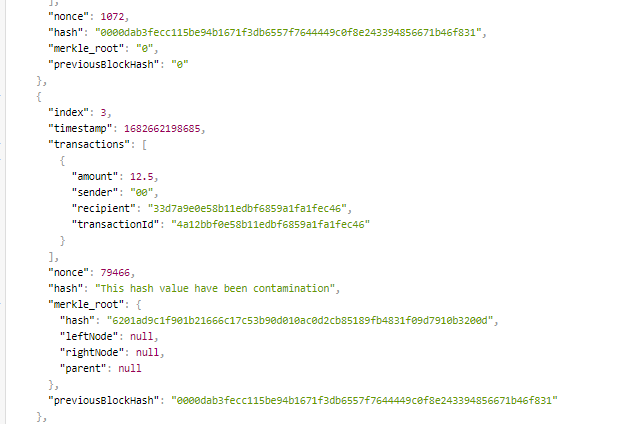 ],
"nonce": 1072,
"hash": "0000dab3fecc115be94b1671f3db6557f7644449c0f8e243394856671b46f831",
"merkle_root": "0",
"previousBlockHash": "0"
},
{
"index": 3,
"timestamp": 1682662198685,
"transactions": [
{
"amount": 12.5,
"sender": "00",
"recipient": "33d7a9e0e58b11edbf6859a1fa1fec46",
"transactionId": "4a12bbf0e58b11edbf6859a1fa1fec46"
}
],
"nonce": 79466,
"hash": "This hash value have been contamination",
"merkle_root": {
"hash": "6201ad9c1f901b21666c17c53b90d010ac0d2cb85189fb4831f09d7910b3200d",
"leftNode": null,
"rightNode": null,
"parent": null
},
"previousBlockHash": "0000dab3fecc115be94b1671f3db6557f7644449c0f8e243394856671b46f831"
},